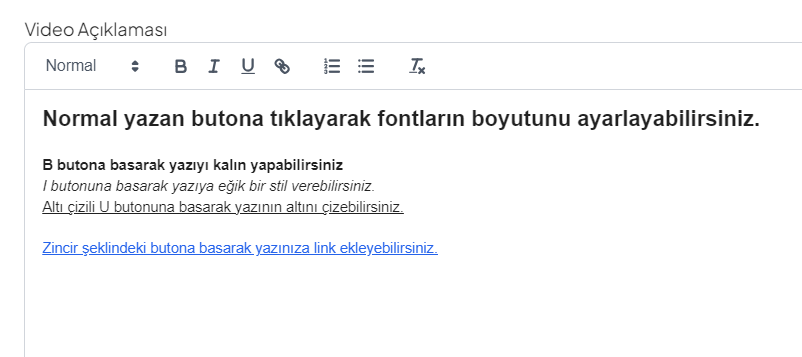 Video Açıklaması
Normal B I U
Normal yazan butona tıklayarak fontların boyutunu ayarlayabilirsiniz.
B butona basarak yazıyı kalın yapabilirsiniz
I butonuna basarak yazıya eğik bir stil verebilirsiniz.
Altı çizili U butonuna basarak yazının altını çizebilirsiniz.
Zincir şeklindeki butona basarak yazınıza link ekleyebilirsiniz.